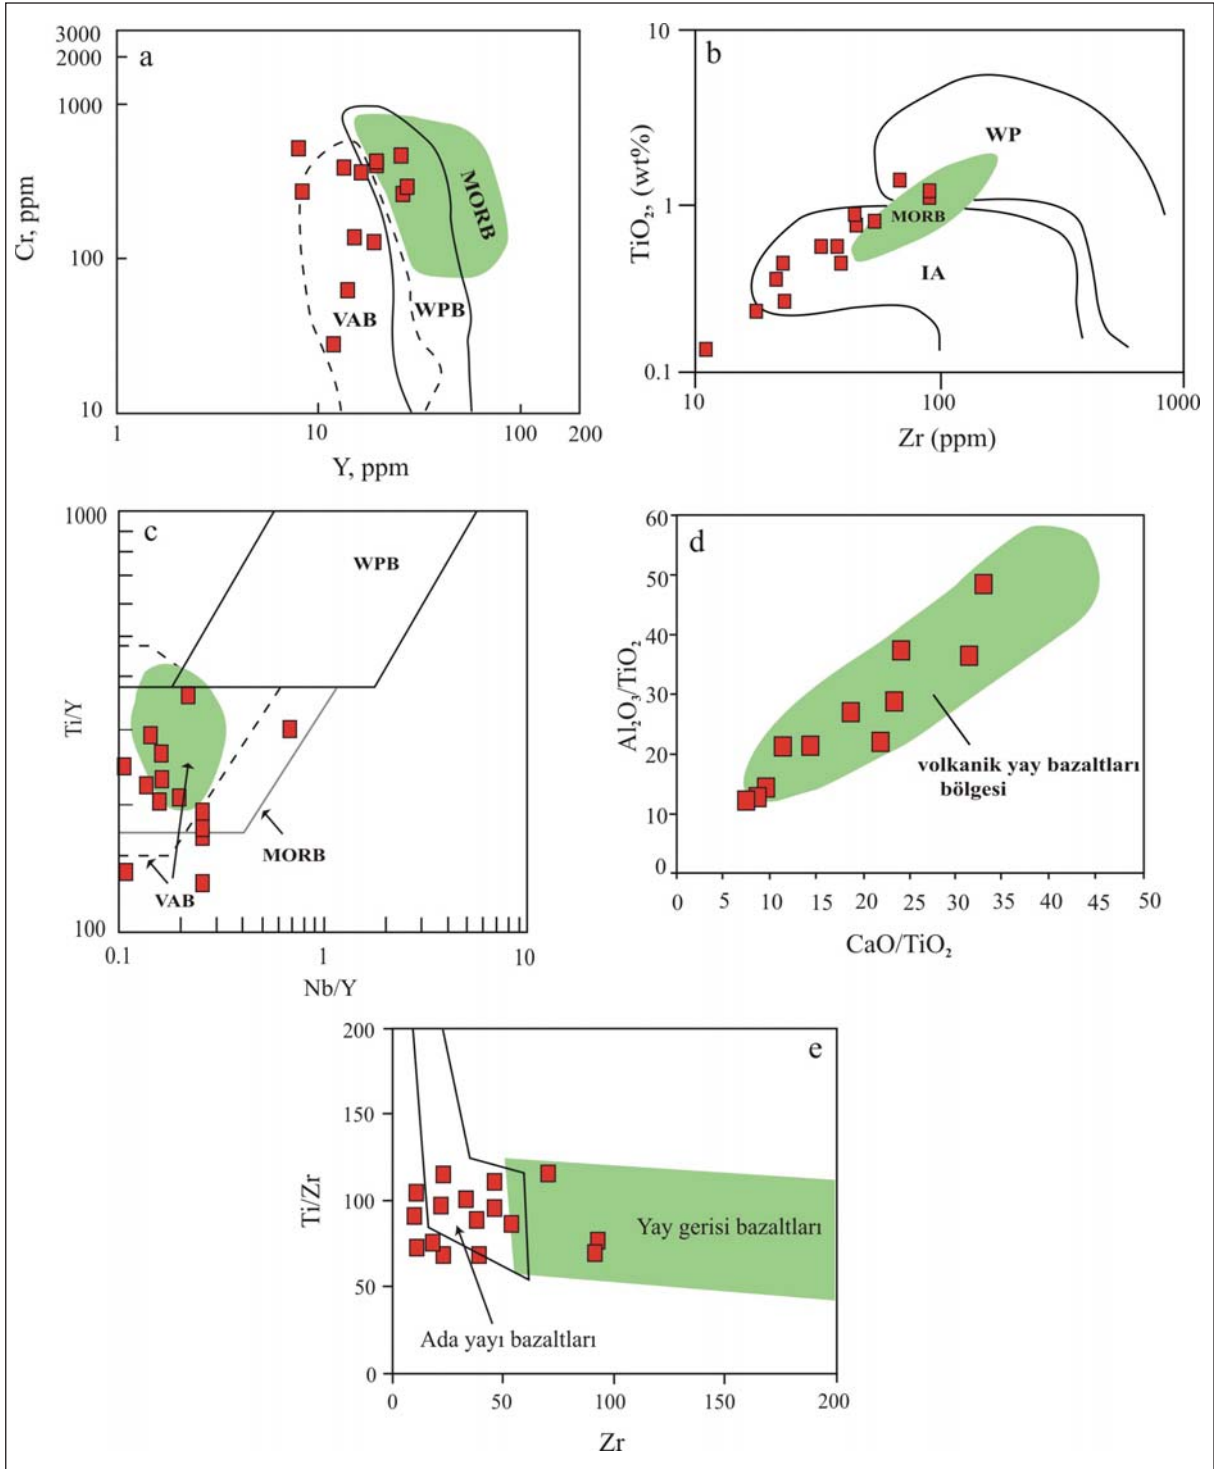 3000
2000
1000
100
10
a
MORB
VAB
WPB
1 10 100 200
Cr, ppm
Y, ppm
10
1
0.1
b
WP
MORB
IA
10 100 1000
TiO₂, (wt%)
Zr (ppm)
1000
100
c
WPB
MORB
VAB
0.1 1 10
Ti/Y
Nb/Y
60
50
40
30
20
10
0
d
volkanik yay bazaltları
bölgesi
0 5 10 15 20 25 30 35 40 45 50
Al₂O₃/TiO₂
CaO/TiO₂
200
150
100
50
0
e
Yay gerisi bazaltları
Ada yayı bazaltları
0 50 100 150 200
Ti/Zr
Zr